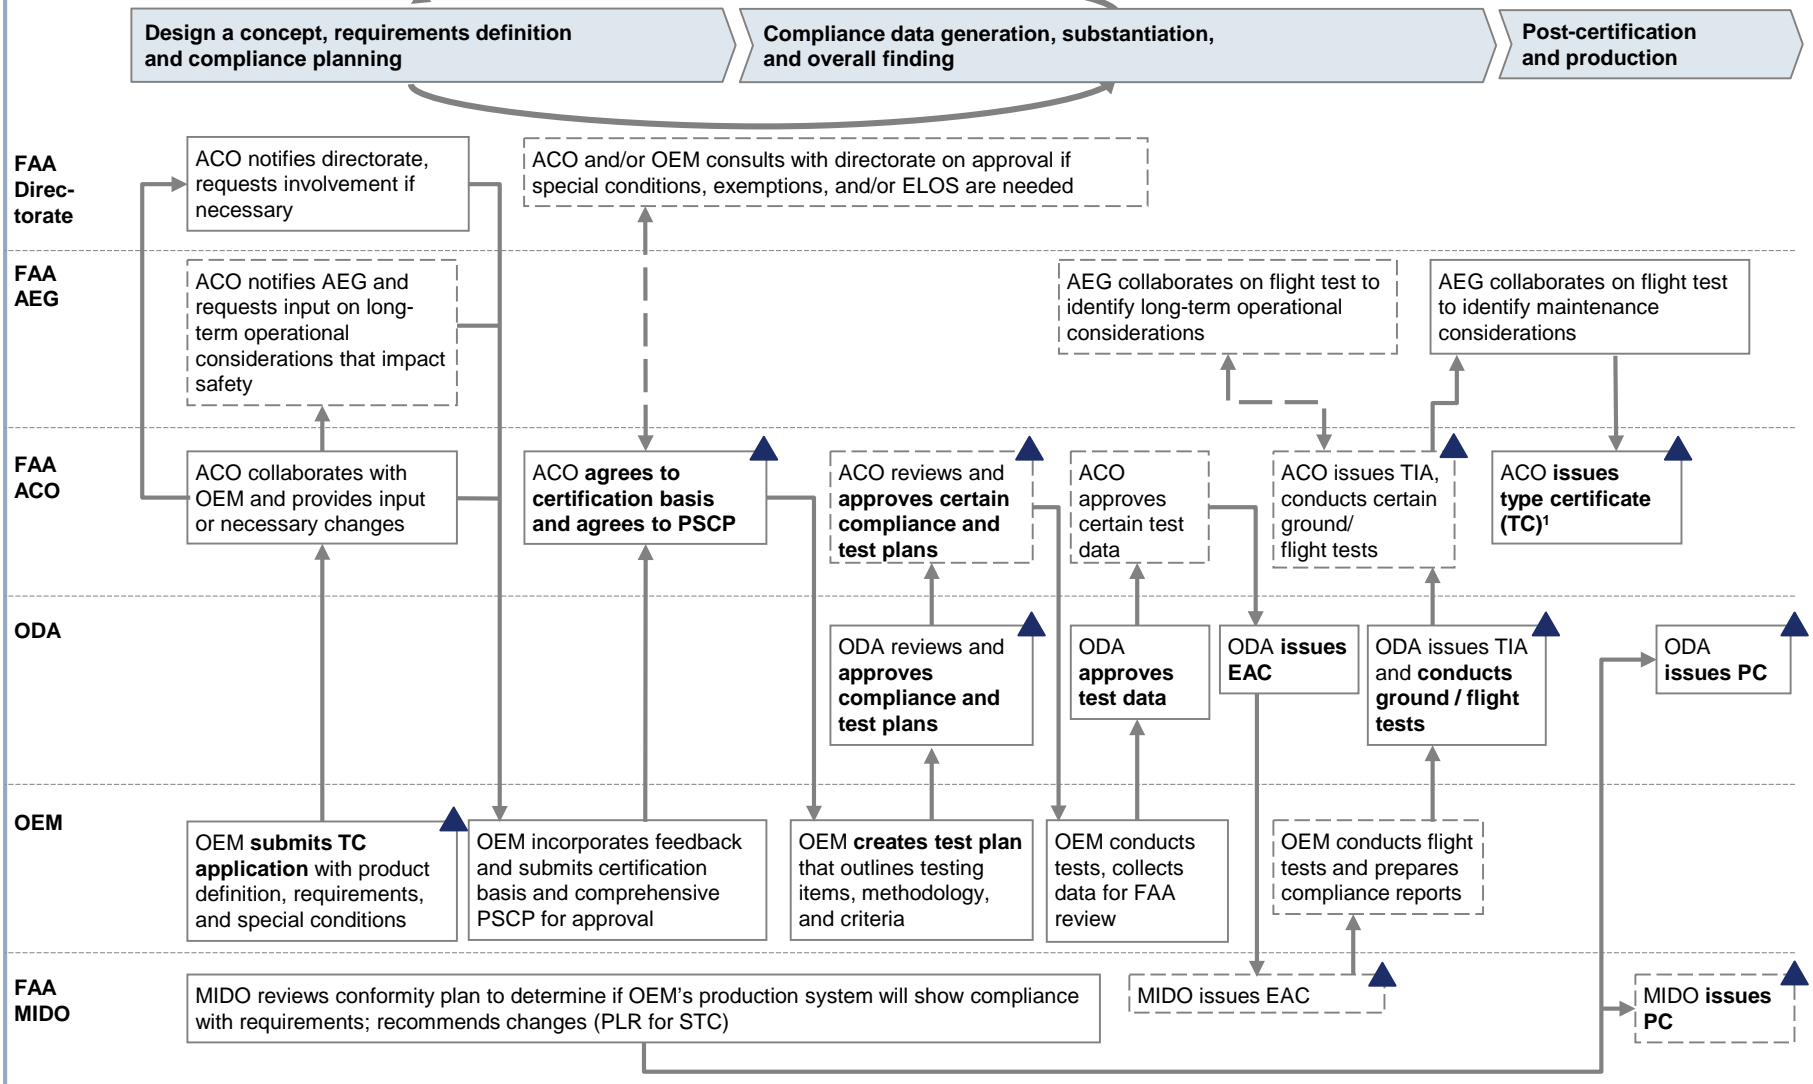 Design a concept, requirements definition
and compliance planning
Compliance data generation, substantiation,
and overall finding
Post-certification
and production
FAA
Direc-
torate
ACO notifies directorate,
requests involvement if
necessary
ACO and/or OEM consults with directorate on approval if
special conditions, exemptions, and/or ELOS are needed
FAA
AEG
ACO notifies AEG and
requests input on long-
term operational
considerations that impact
safety
AEG collaborates on flight test to
identify long-term operational
considerations
AEG collaborates on flight test
to identify maintenance
considerations
FAA
ACO
ACO collaborates with
OEM and provides input
or necessary changes
ACO agrees to
certification basis
and agrees to PSCP
ACO reviews and
approves certain
compliance and
test plans
ACO
approves
certain test
data
ACO issues TIA,
conducts certain
ground/
flight tests
ACO issues
type certificate
(TC)¹
ODA
ODA reviews and
approves
compliance and
test plans
ODA
approves
test data
ODA issues
EAC
ODA issues TIA
and conducts
ground / flight
tests
ODA
issues PC
OEM
OEM submits TC
application with product
definition, requirements,
and special conditions
OEM incorporates feedback
and submits certification
basis and comprehensive
PSCP for approval
OEM creates test plan
that outlines testing
items, methodology,
and criteria
OEM conducts
tests, collects
data for FAA
review
OEM conducts flight
tests and prepares
compliance reports
FAA
MIDO
MIDO reviews conformity plan to determine if OEM’s production system will show compliance
with requirements; recommends changes (PLR for STC)
MIDO issues EAC
MIDO issues
PC